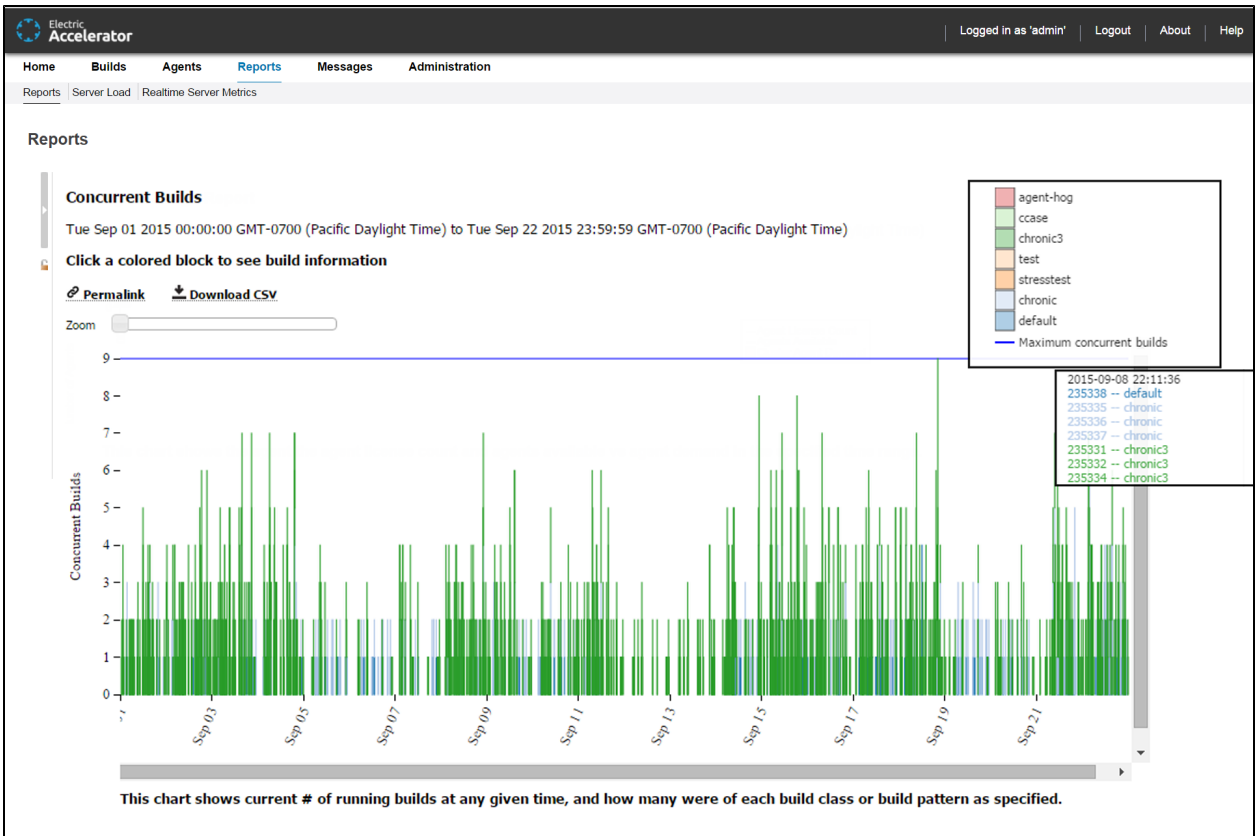 Electric
Accelerator
Logged in as 'admin' Logout About Help
Home Builds Agents Reports Messages Administration
Reports Server Load Realtime Server Metrics
Reports
Concurrent Builds
Tue Sep 01 2015 00:00:00 GMT-0700 (Pacific Daylight Time) to Tue Sep 22 2015 23:59:59 GMT-0700 (Pacific Daylight Time)
Click a colored block to see build information
Permalink Download CSV
Zoom
agent-hog
ccase
chronic3
test
stresstest
chronic
default
Maximum concurrent builds
2015-09-08 22:11:36
235338 -- default
235335 -- chronic
235336 -- chronic
235337 -- chronic
235331 -- chronic3
235332 -- chronic3
235334 -- chronic3
Concurrent Builds
9
8
7
6
5
4
3
2
1
0
Sep 03
Sep 05
Sep 07
Sep 09
Sep 11
Sep 13
Sep 15
Sep 17
Sep 19
Sep 21
This chart shows current # of running builds at any given time, and how many were of each build class or build pattern as specified.